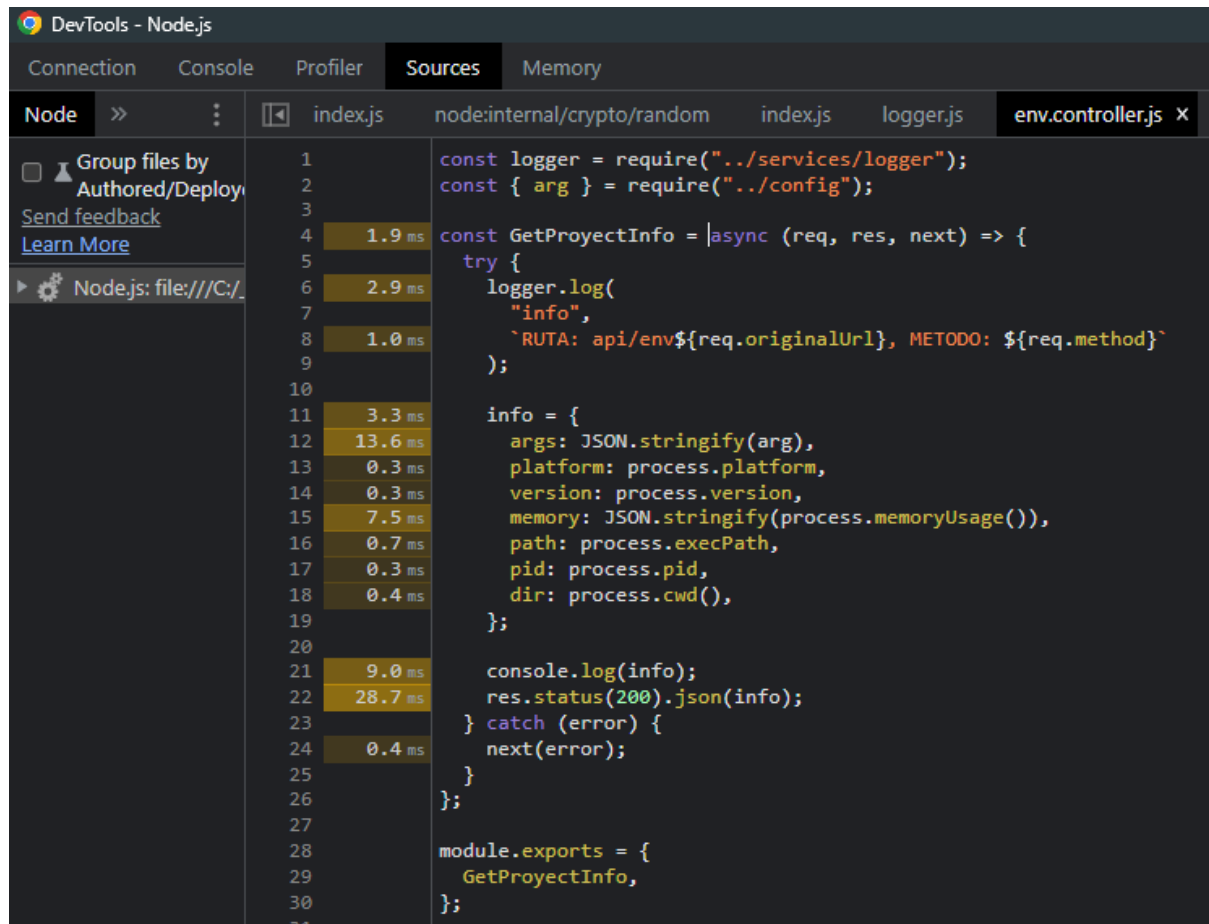 DevTools - Node.js
Connection Console Profiler Sources Memory
Node » ⋮ index.js node:internal/crypto/random index.js logger.js env.controller.js ×
Group files by
Authored/Deploye
Send feedback
Learn More
Node.js: file:///C:/_
1 const logger = require("../services/logger");
2 const { arg } = require("../config");
3
4 1.9 ms const GetProyectInfo = async (req, res, next) => {
5 try {
6 2.9 ms logger.log(
7 "info",
8 1.0 ms `RUTA: api/env${req.originalUrl}, METODO: ${req.method}`
9 );
10
11 3.3 ms info = {
12 13.6 ms args: JSON.stringify(arg),
13 0.3 ms platform: process.platform,
14 0.3 ms version: process.version,
15 7.5 ms memory: JSON.stringify(process.memoryUsage()),
16 0.7 ms path: process.execPath,
17 0.3 ms pid: process.pid,
18 0.4 ms dir: process.cwd(),
19 };
20
21 9.0 ms console.log(info);
22 28.7 ms res.status(200).json(info);
23 } catch (error) {
24 0.4 ms next(error);
25 }
26 };
27
28 module.exports = {
29 GetProyectInfo,
30 };